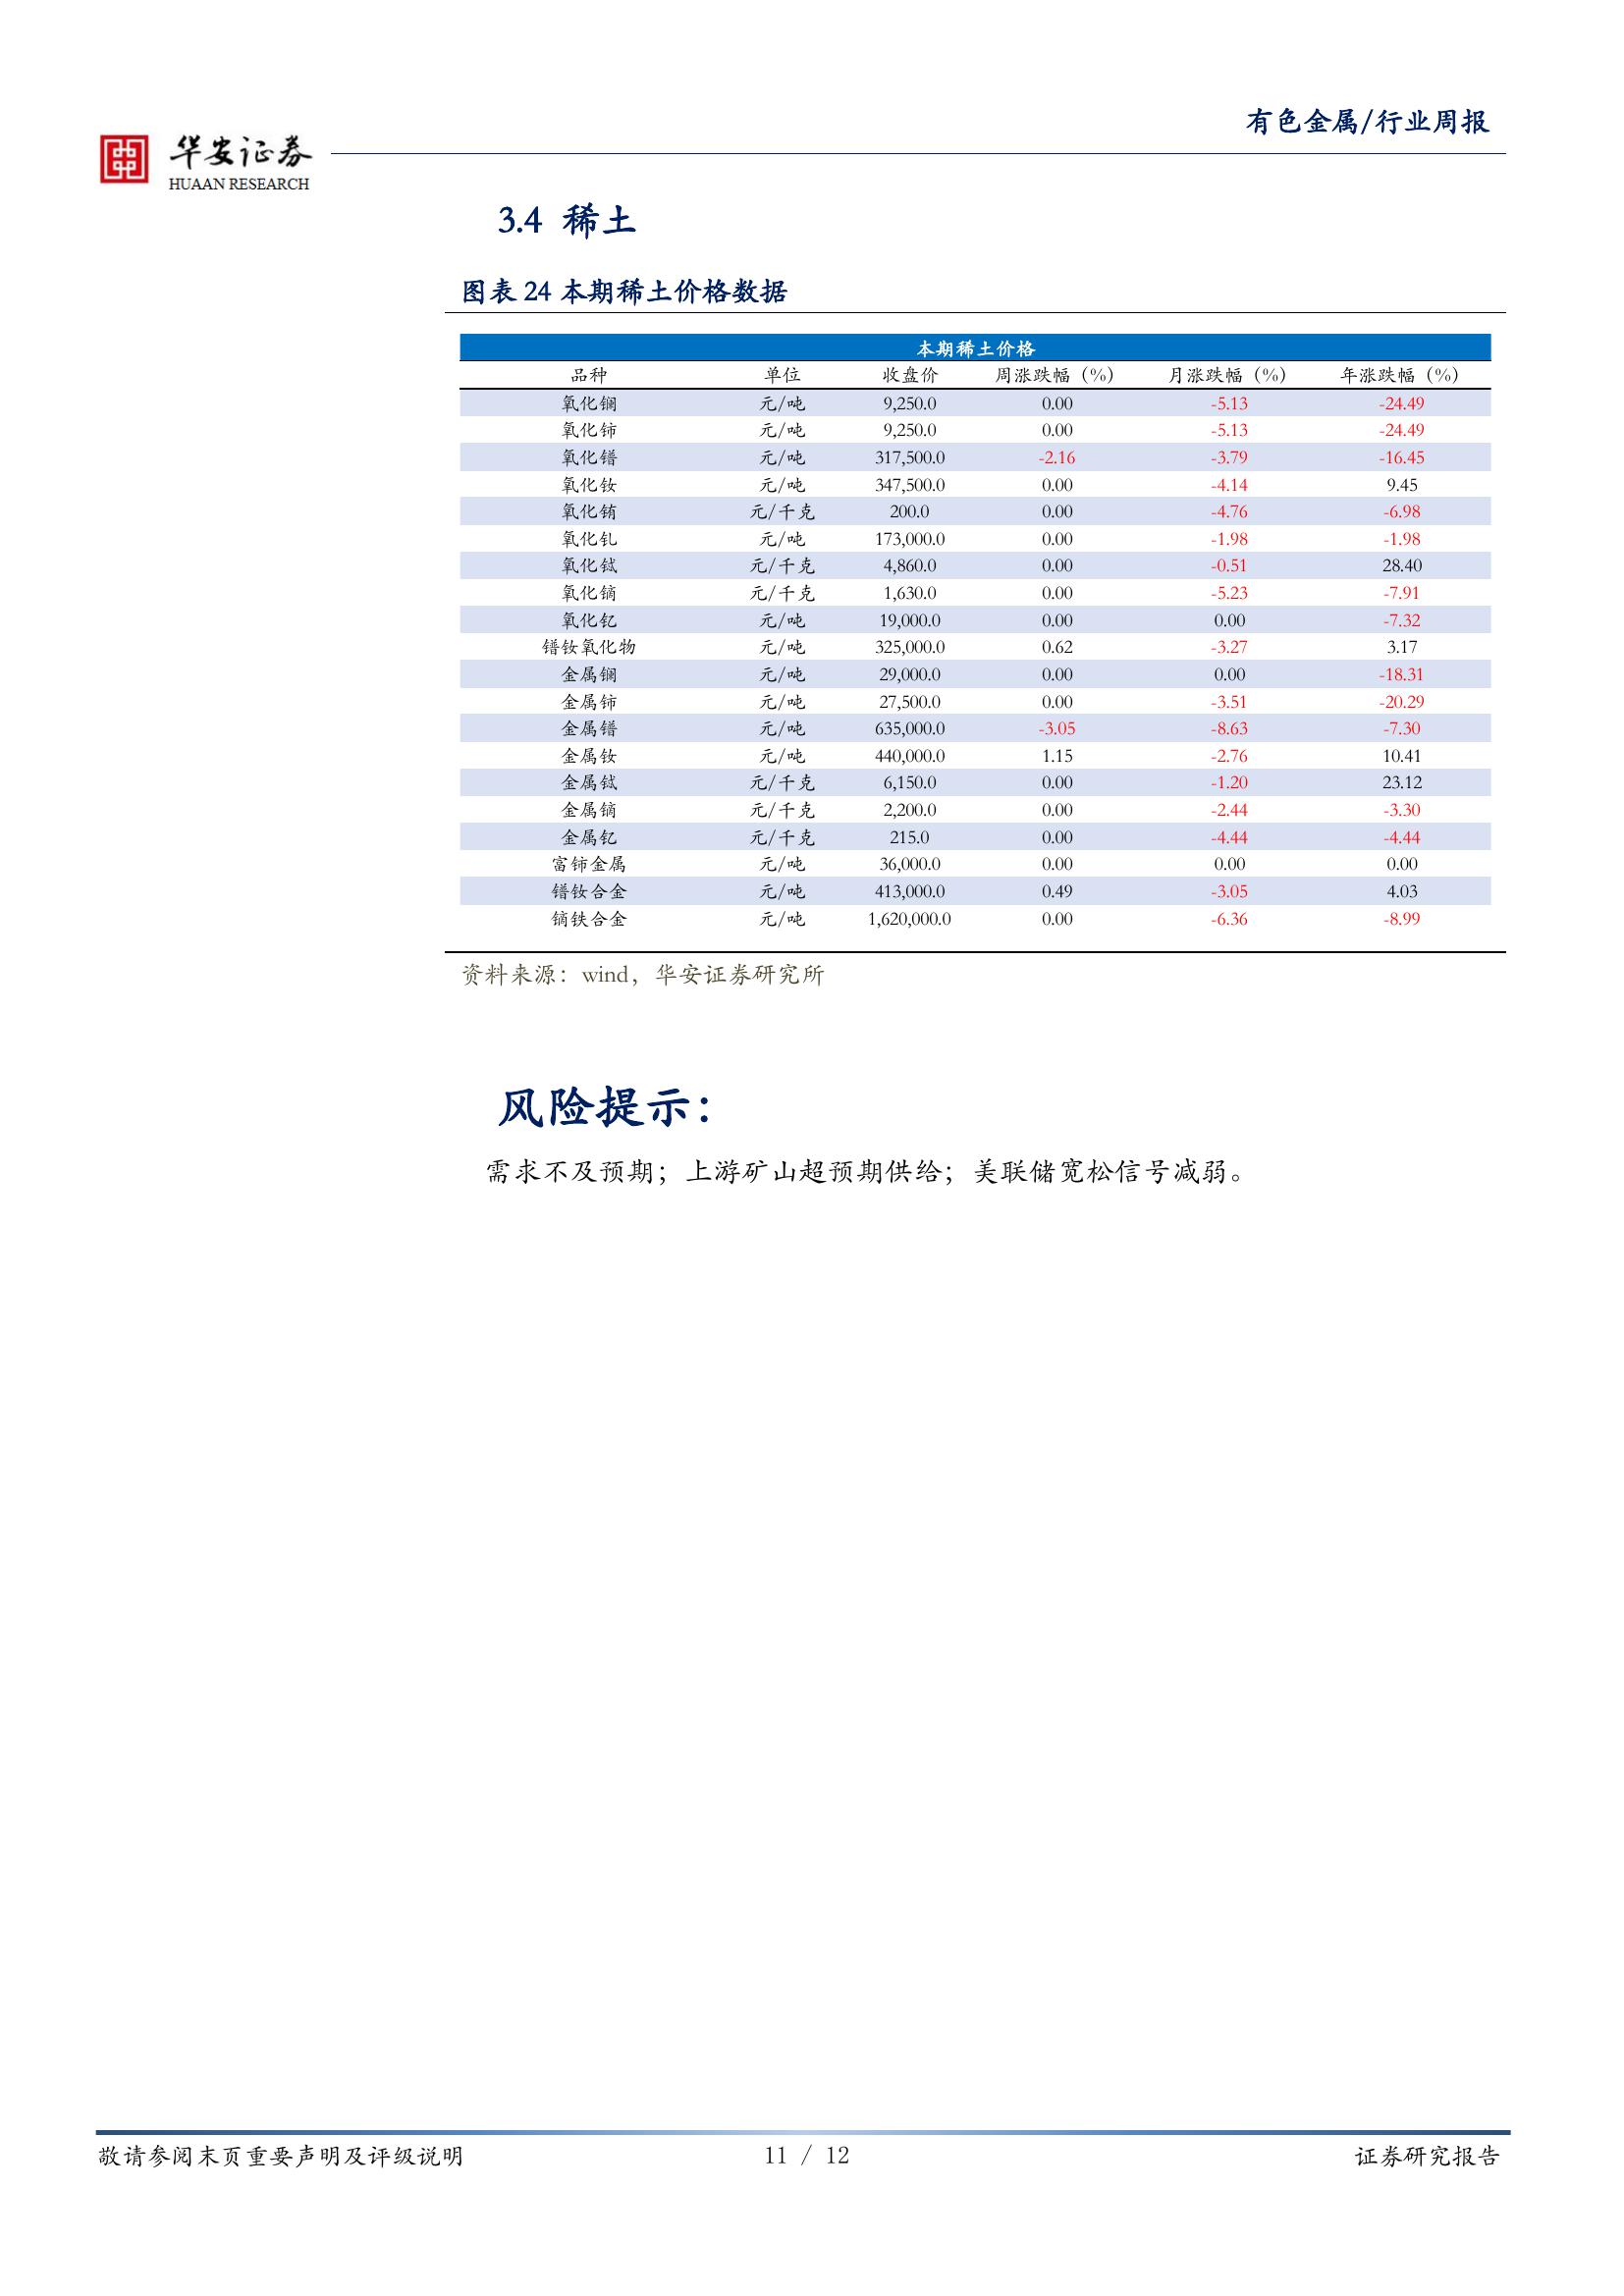 有色金属/行业周报
华安证券
HUAAN RESEARCH
3.4 稀土
图表 24 本期稀土价格数据
本期稀土价格
品种 单位 收盘价 周涨跌幅（%） 月涨跌幅（%） 年涨跌幅（%）
氧化镧 元/吨 9,250.0 0.00 -5.13 -24.49
氧化铈 元/吨 9,250.0 0.00 -5.13 -24.49
氧化镨 元/吨 317,500.0 -2.16 -3.79 -16.45
氧化钕 元/吨 347,500.0 0.00 -4.14 9.45
氧化铕 元/千克 200.0 0.00 -4.76 -6.98
氧化钆 元/吨 173,000.0 0.00 -1.98 -1.98
氧化铽 元/千克 4,860.0 0.00 -0.51 28.40
氧化镝 元/千克 1,630.0 0.00 -5.23 -7.91
氧化钇 元/吨 19,000.0 0.00 0.00 -7.32
镨钕氧化物 元/吨 325,000.0 0.62 -3.27 3.17
金属镧 元/吨 29,000.0 0.00 0.00 -18.31
金属铈 元/吨 27,500.0 0.00 -3.51 -20.29
金属镨 元/吨 635,000.0 -3.05 -8.63 -7.30
金属钕 元/吨 440,000.0 1.15 -2.76 10.41
金属铽 元/千克 6,150.0 0.00 -1.20 23.12
金属镝 元/千克 2,200.0 0.00 -2.44 -3.30
金属钇 元/千克 215.0 0.00 -4.44 -4.44
富铈金属 元/吨 36,000.0 0.00 0.00 0.00
镨钕合金 元/吨 413,000.0 0.49 -3.05 4.03
镝铁合金 元/吨 1,620,000.0 0.00 -6.36 -8.99
资料来源：wind，华安证券研究所
风险提示：
需求不及预期；上游矿山超预期供给；美联储宽松信号减弱。
敬请参阅末页重要声明及评级说明 11 / 12 证券研究报告